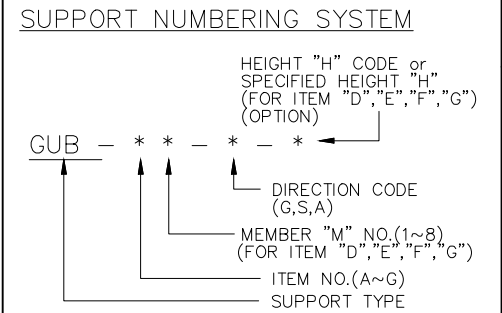 SUPPORT NUMBERING SYSTEM
HEIGHT "H" CODE or
SPECIFIED HEIGHT "H"
(FOR ITEM "D","E","F","G")
(OPTION)
GUB - * * - * - *
DIRECTION CODE
(G,S,A)
MEMBER "M" NO.(1~8)
(FOR ITEM "D","E","F","G")
ITEM NO.(A~G)
SUPPORT TYPE